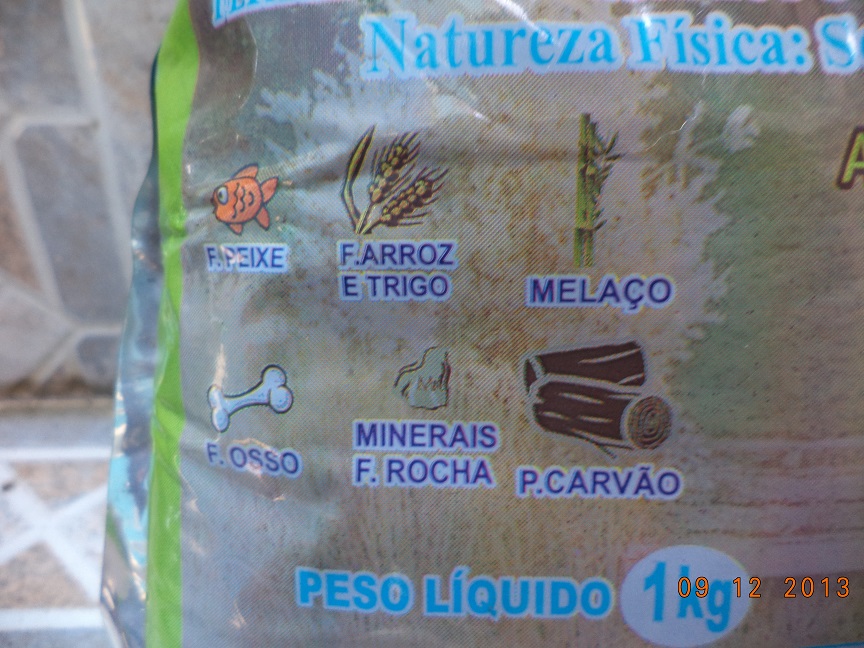 Natureza Física: S
F. PEIXE
F.ARROZ
E TRIGO
MELAÇO
F. OSSO
MINERAIS
F. ROCHA
P.CARVÃO
PESO LÍQUIDO 1kg
09 12 2013